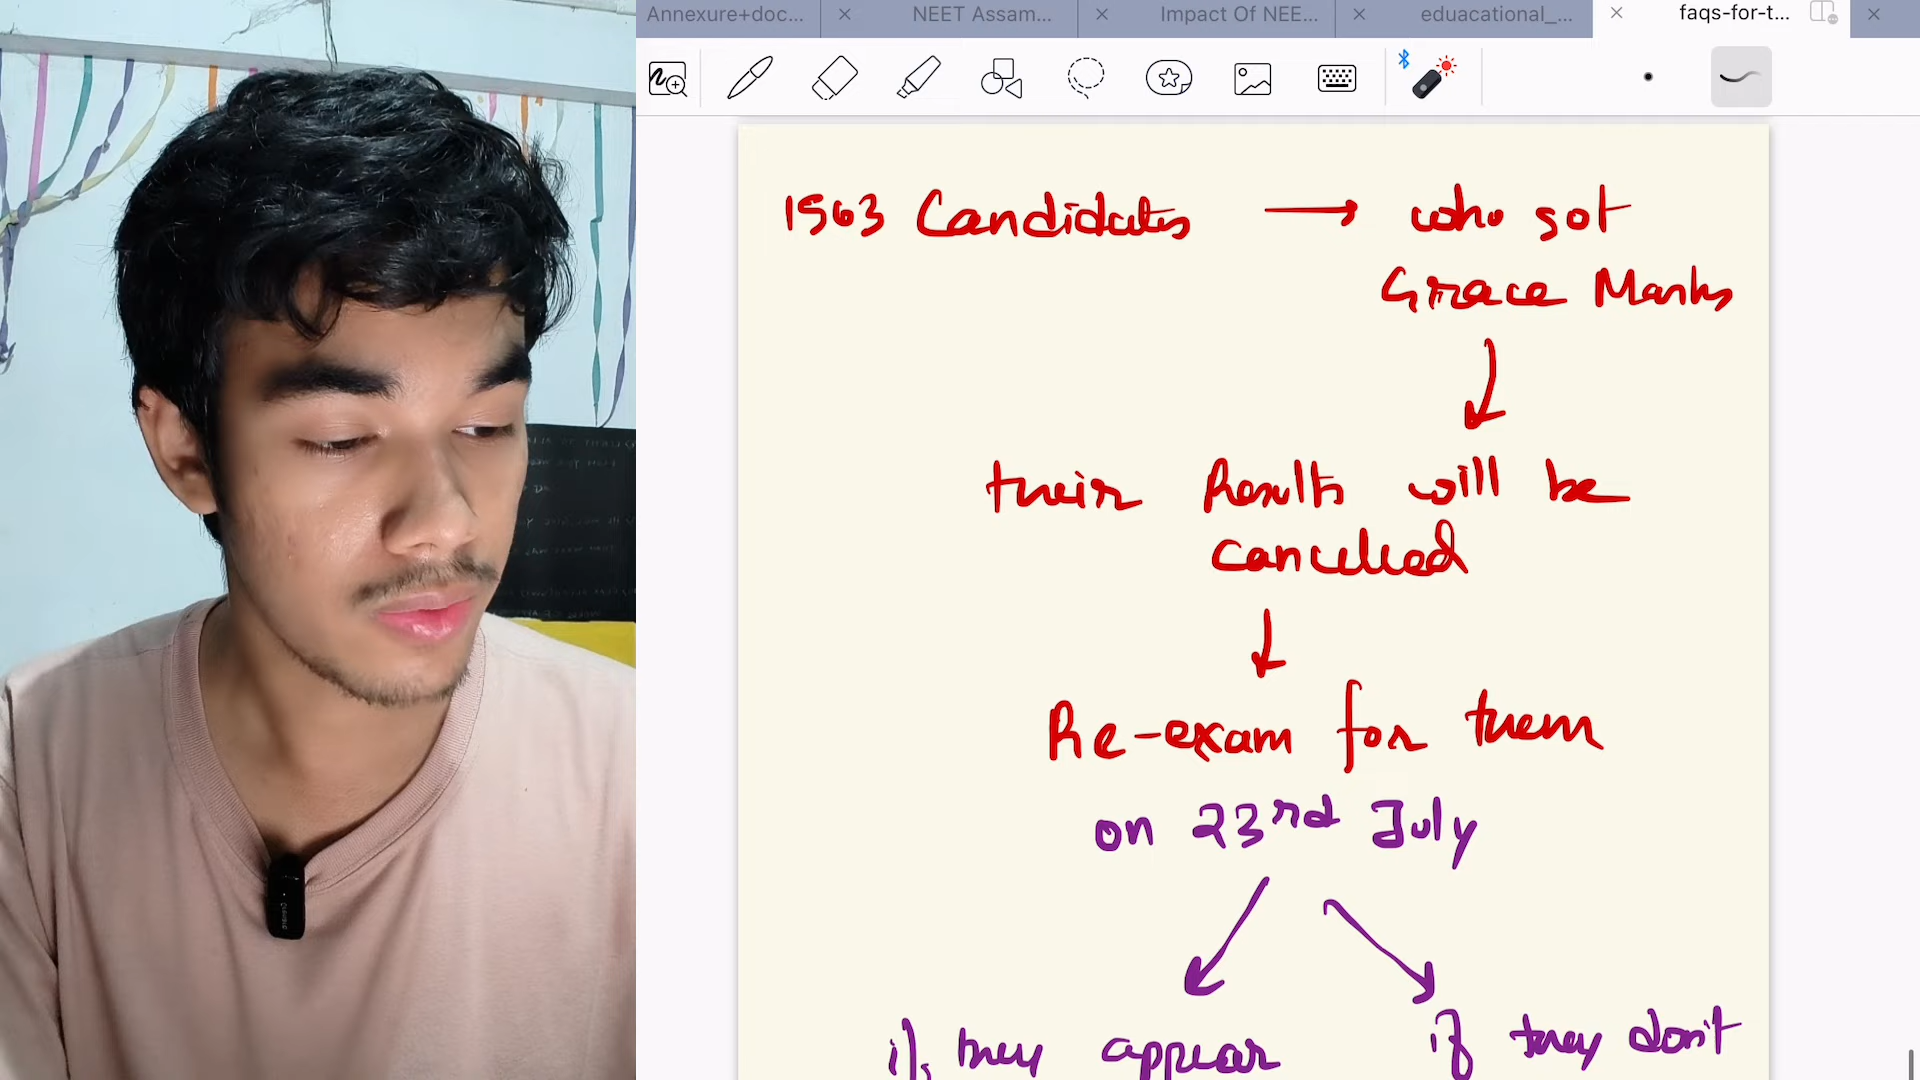 Annexure+doc...
NEET Assam...
Impact Of NEE...
eduacational_...
faqs-for-t...
1563 Candidates → who got
Grace Marks
their Results will be
cancelled
Re-exam for them
on 23rd July
if they appear
if they don't